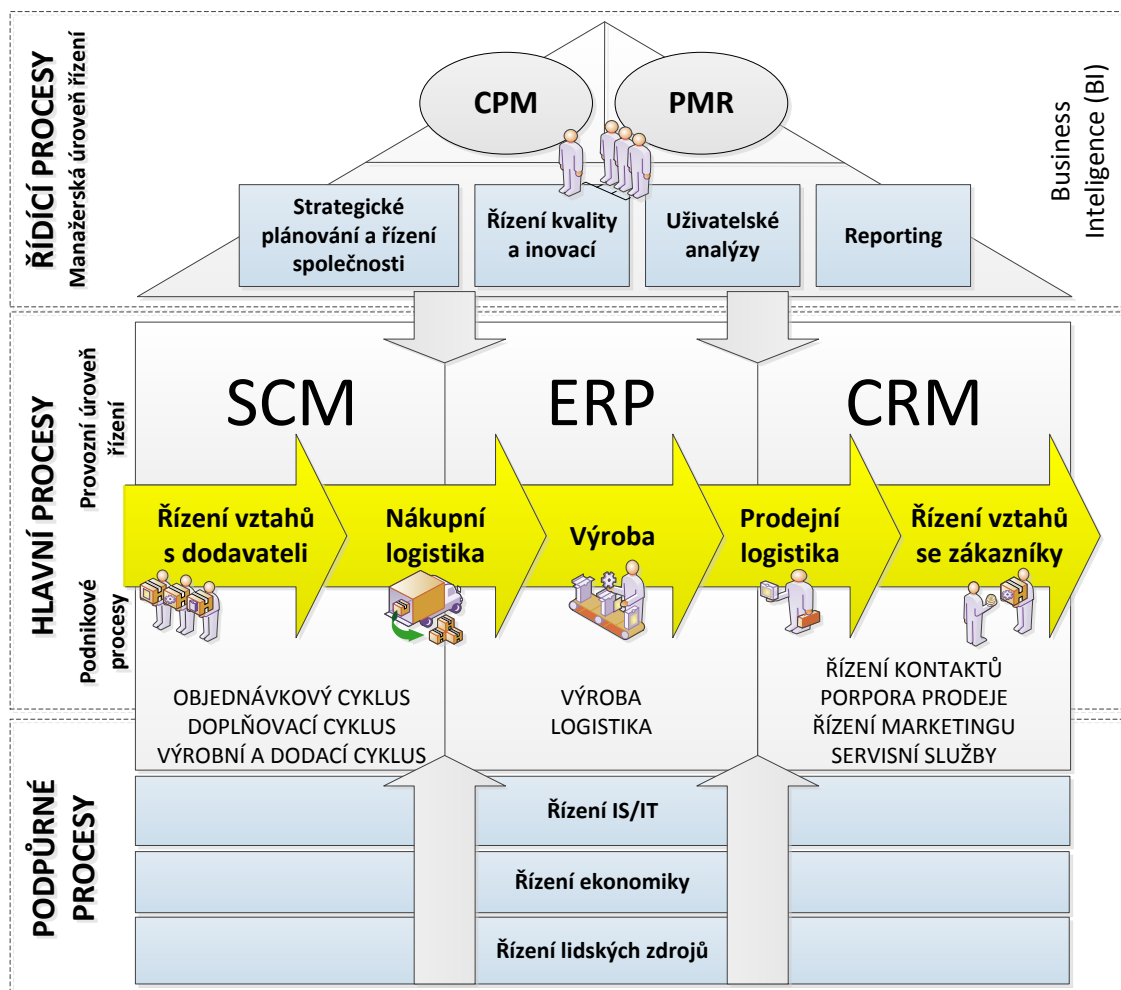 ŘÍDÍCÍ PROCESY
Manažerská úroveň řízení
CPM
PMR
Business
Inteligence (BI)
Strategické
plánování a řízení
společnosti
Řízení kvality
a inovací
Uživatelské
analýzy
Reporting
HLAVNÍ PROCESY
Provozní úroveň
řízení
Podnikové
procesy
SCM
ERP
CRM
Řízení vztahů
s dodavateli
Nákupní
logistika
Výroba
Prodejní
logistika
Řízení vztahů
se zákazníky
OBJEDNÁVKOVÝ CYKLUS
DOPLŇOVACÍ CYKLUS
VÝROBNÍ A DODACÍ CYKLUS
VÝROBA
LOGISTIKA
ŘÍZENÍ KONTAKTŮ
PORPORA PRODEJE
ŘÍZENÍ MARKETINGU
SERVISNÍ SLUŽBY
PODPŮRNÉ
PROCESY
Řízení IS/IT
Řízení ekonomiky
Řízení lidských zdrojů